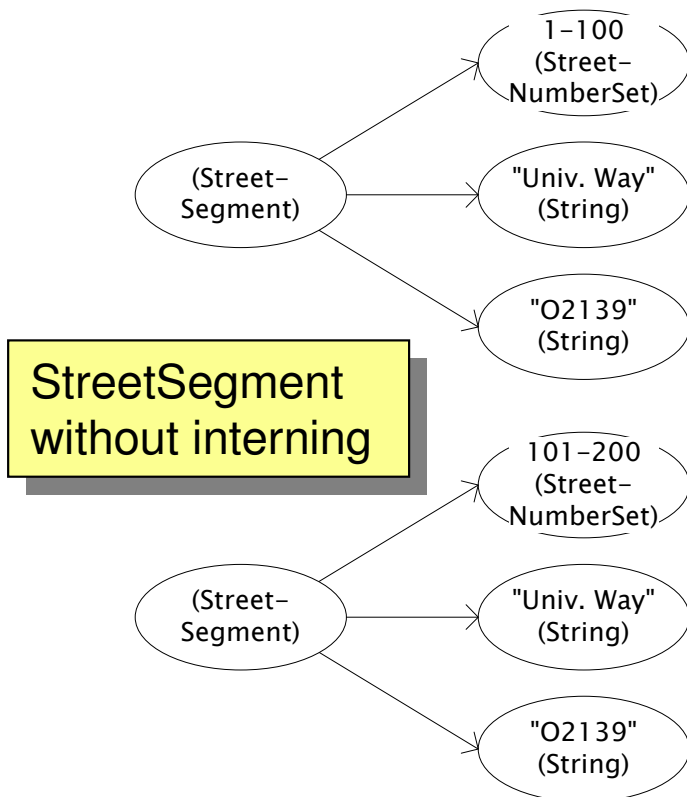 1–100
(Street–
NumberSet)
(Street–
Segment)
"Univ. Way"
(String)
"O2139"
(String)
StreetSegment
without interning
101–200
(Street–
NumberSet)
(Street–
Segment)
"Univ. Way"
(String)
"O2139"
(String)